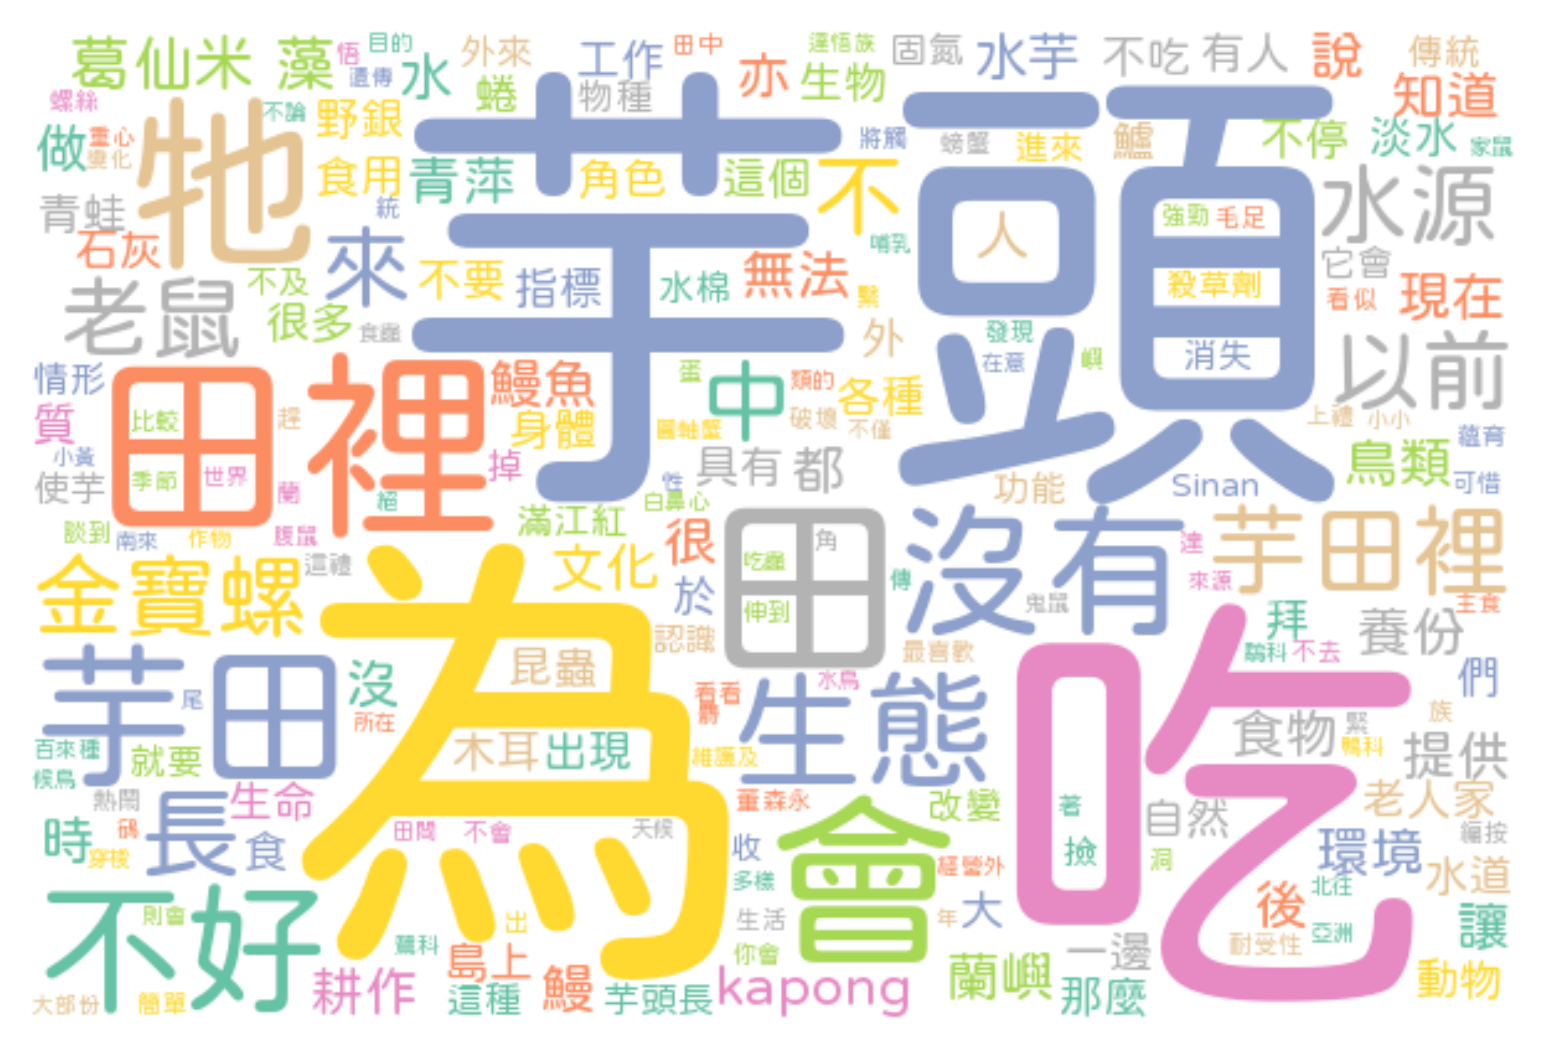 葛仙米
藻
悟
目的
遺傳
水
外來
蜷
工作
物種
田中
亦
達悟族
生物
固氮
水芋
不吃
有人
說
傳統
知道
螺絲
做
重心
變化
牠
不論
野銀
食用
青萍
統
芋頭
角色
這個
不
將觸
螃蟹
進來
鱸
不停
淡水
家鼠
青蛙
石灰
來
不要
指標
水棉
無法
繫
哺乳
人
強勁
毛足
殺草劑
消失
水源
它會
看似
現在
老鼠
不及
很多
食蟲
外
發現
在意
嶼
以前
情形
質
小黃
使芋
田裡
比較
季節
世界
趕
蘭
鰻魚
身體
掉
絕
蛋
中
類的
破壞
各種
圓軸蟹
不僅
具有
都
性
白鼻心
上禮
小小
蘊育
鳥類
功能
Sinan
可惜
談到
南來
作物
腹鼠
滿江紅
很
田
吃蟲
角
伸到
沒有
達
來源
芋田裡
金寶螺
這禮
為
文化
於
認識
傳
鬼鼠
最喜歡
拜
養份
主食
芋田
尾
沒
所在
昆蟲
看看
爵
水鳥
生態
吃
鷸科
不去
們
族
百來種
候鳥
就要
木耳
出現
維護及
食物
緊
鴨科
提供
熱鬧
生命
時
鴿
穿梭
長
食
田間
不會
天候
董森永
收
多樣
會
改變
經營外
著
撿
自然
洞
老人家
環境
編按
水道
不好
則會
大部份
簡單
耕作
鷺科
島上
這種
出
鰻
芋頭長
生活
你會
kapong
年
大
蘭嶼
一邊
那麼
後
北往
亞洲
耐受性
讓
動物